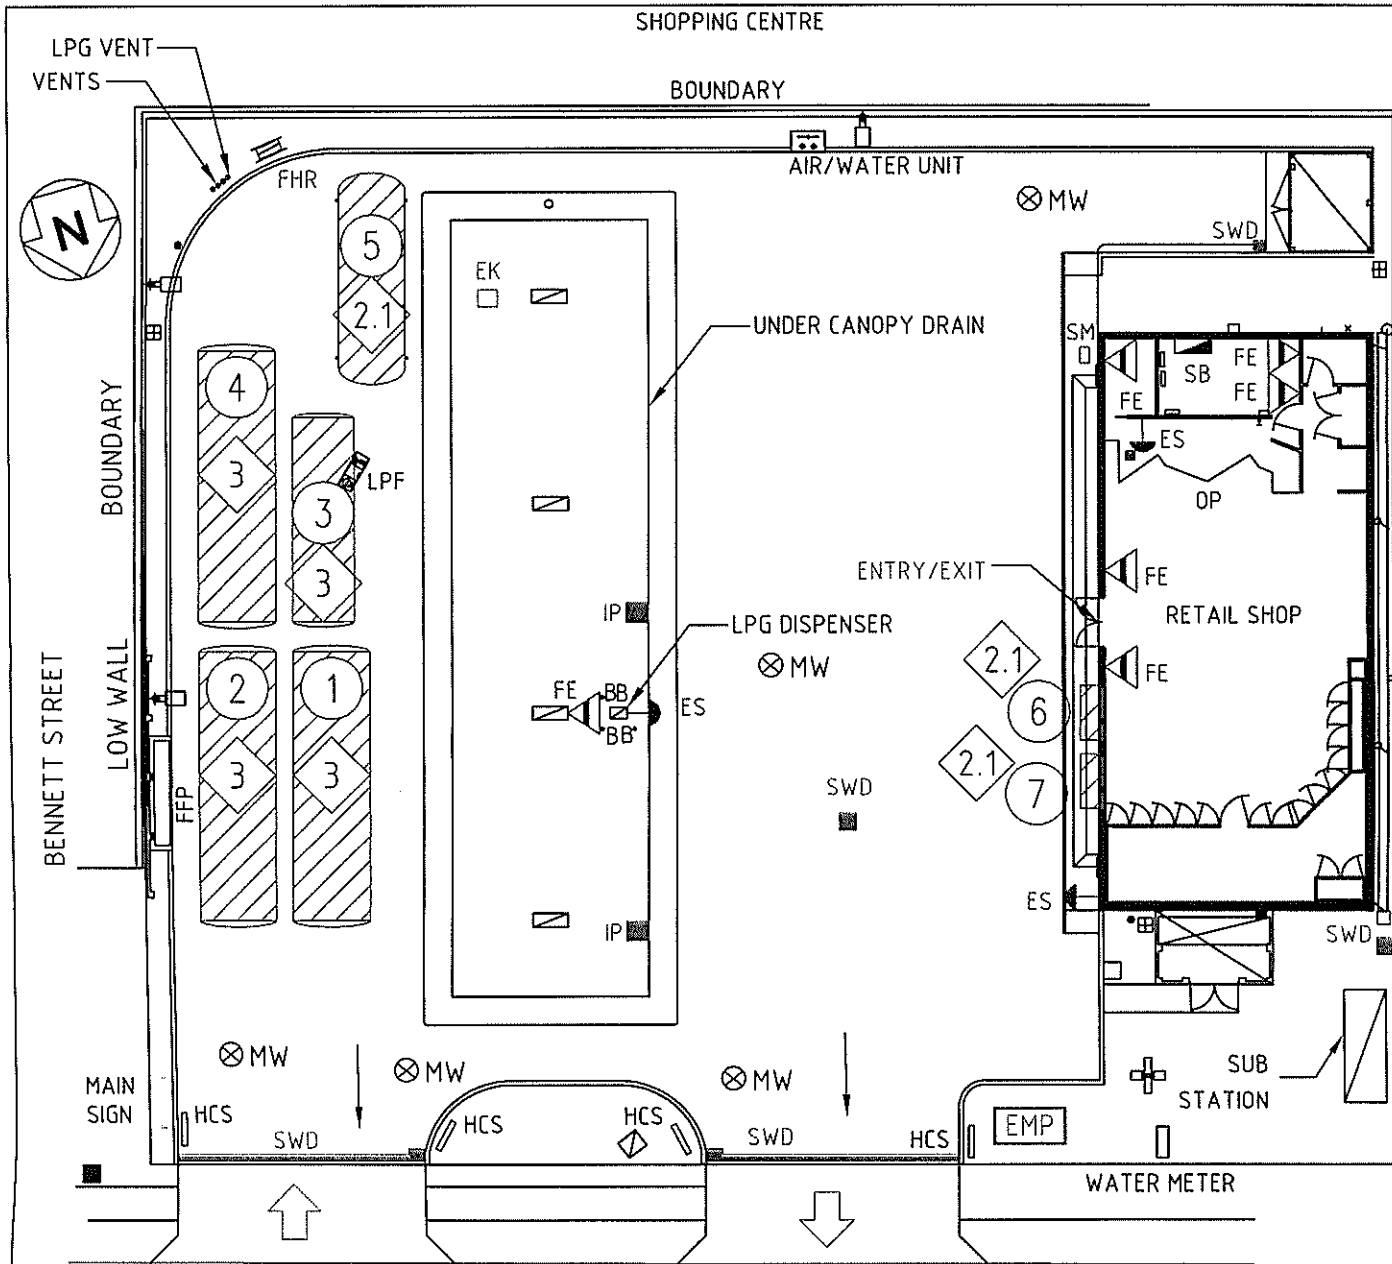 SHOPPING CENTRE
LPG VENT
VENTS
BOUNDARY
FHR
AIR/WATER UNIT
N
MW
SWD
5
2.1
EK
UNDER CANOPY DRAIN
SM
FE
SB
FE
FE
ES
OP
4
3
LPF
3
3
BOUNDARY
ENTRY/EXIT
FE
RETAIL SHOP
IP
LPG DISPENSER
MW
2.1
FE
6
BENNETT STREET
LOW WALL
2
1
FE
BB
BB
ES
3
3
FFP
SWD
2.1
7
ES
IP
SWD
MW
MW
MW
MAIN
SIGN
HCS
SWD
HCS
HCS
SWD
HCS
EMP
SUB
STATION
WATER METER